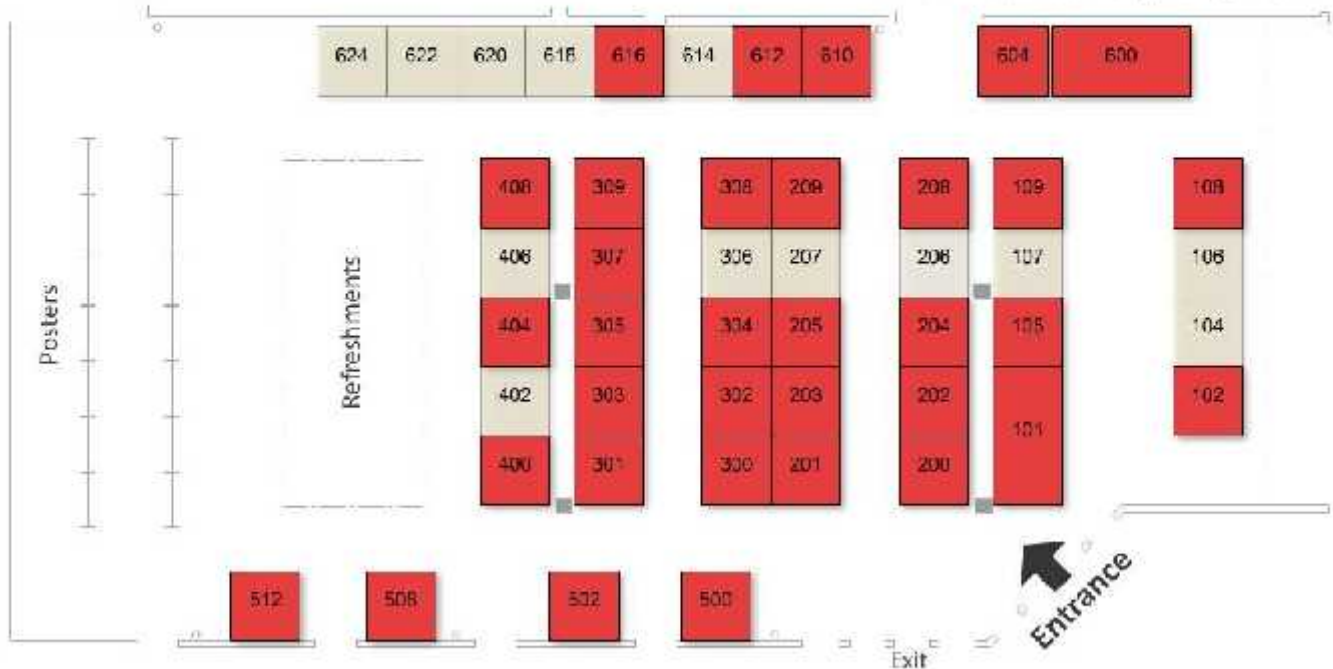 624 622 620 618 616 614 612 610 604 600
408 309 308 209 208 109 108
406 307 306 207 206 107 106
404 305 304 205 204 105 104
402 303 302 203 202 101 102
400 301 300 201 200
Posters
Refreshments
512 508 502 500
Entrance
Exit